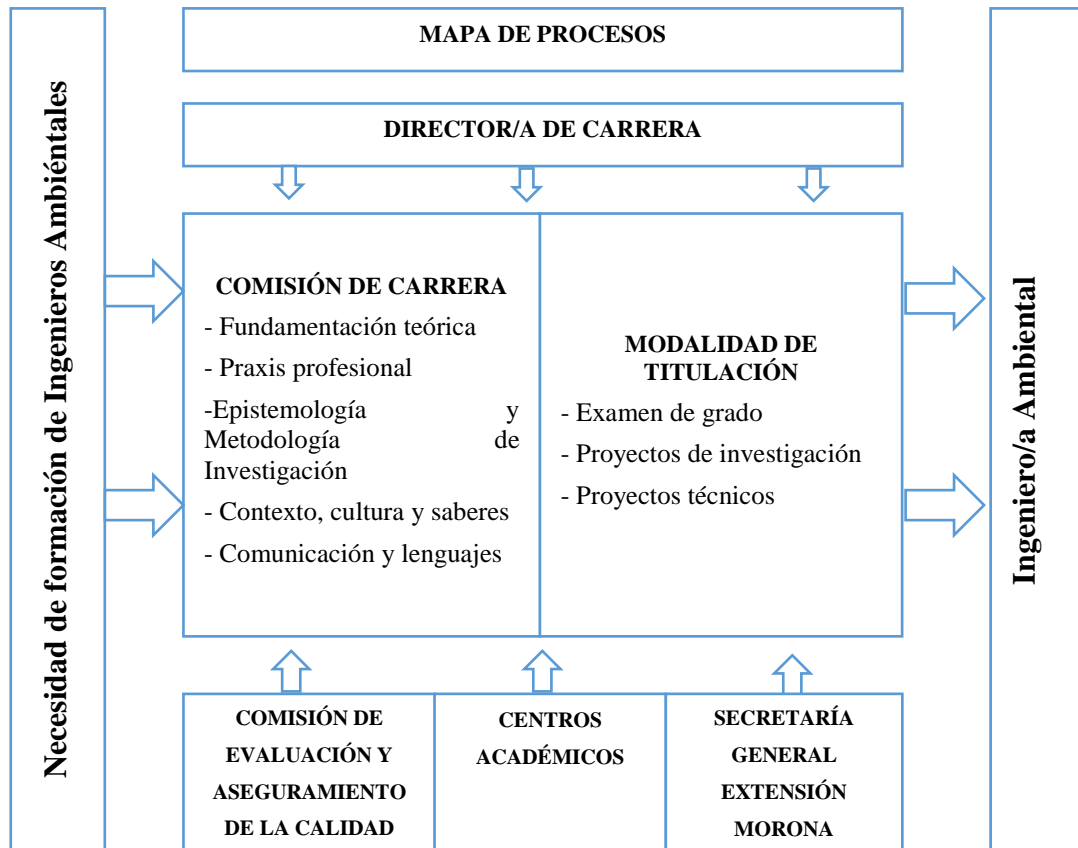 Necesidad de formación de Ingenieros Ambiéntales
MAPA DE PROCESOS
DIRECTOR/A DE CARRERA
COMISIÓN DE CARRERA
- Fundamentación teórica
- Praxis profesional
-Epistemología y
Metodología de
Investigación
- Contexto, cultura y saberes
- Comunicación y lenguajes
MODALIDAD DE
TITULACIÓN
- Examen de grado
- Proyectos de investigación
- Proyectos técnicos
COMISIÓN DE
EVALUACIÓN Y
ASEGURAMIENTO
DE LA CALIDAD
CENTROS
ACADÉMICOS
SECRETARÍA
GENERAL
EXTENSIÓN
MORONA
Ingeniero/a Ambiental